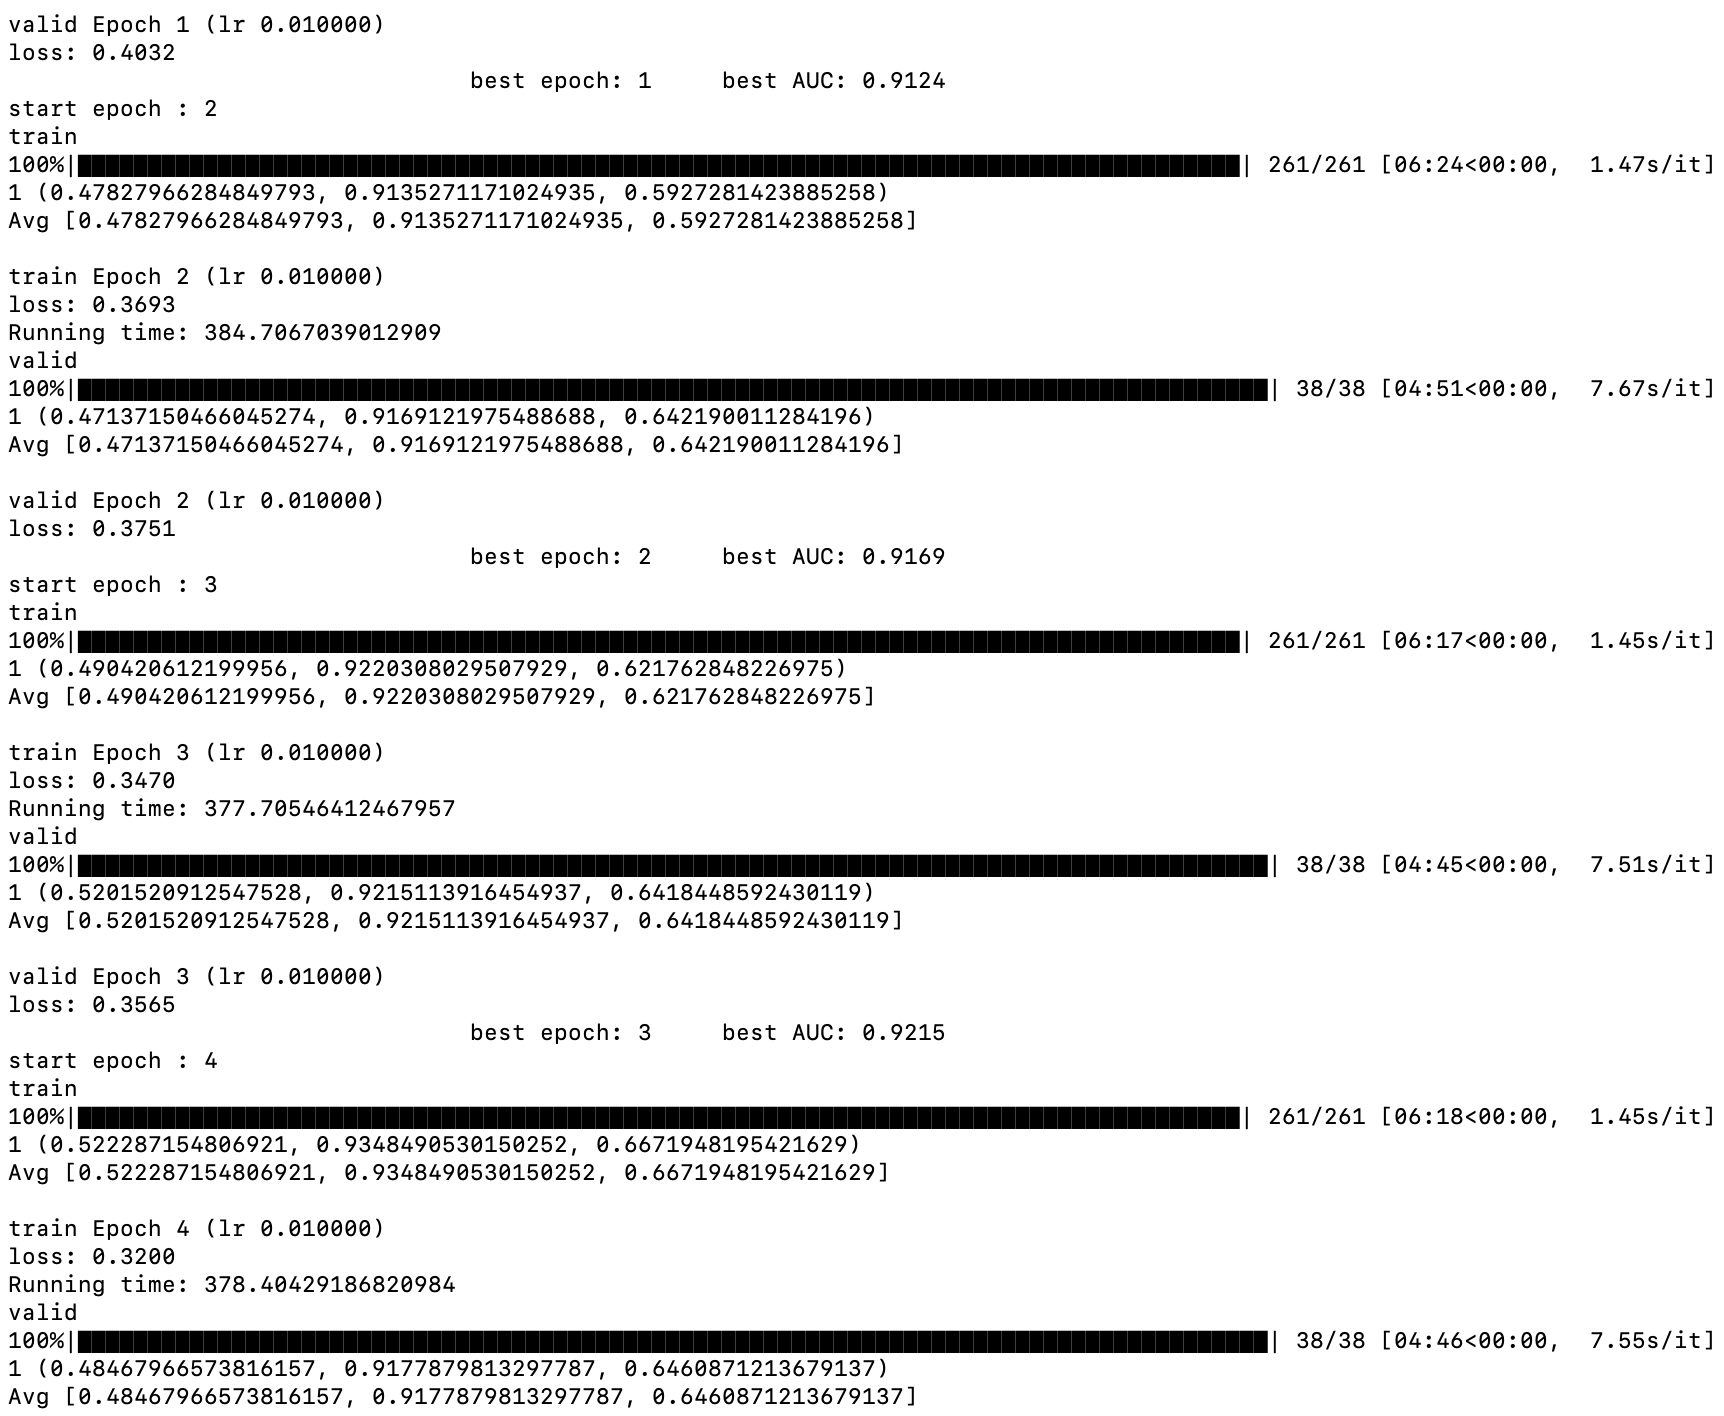 valid Epoch 1 (lr 0.010000)
loss: 0.4032
best epoch: 1     best AUC: 0.9124
start epoch : 2
train
100%|██████████| 261/261 [06:24<00:00,  1.47s/it]
1 (0.47827966284849793, 0.9135271171024935, 0.5927281423885258)
Avg [0.47827966284849793, 0.9135271171024935, 0.5927281423885258]
train Epoch 2 (lr 0.010000)
loss: 0.3693
Running time: 384.7067039012909
valid
100%|██████████| 38/38 [04:51<00:00,  7.67s/it]
1 (0.47137150466045274, 0.9169121975488688, 0.642190011284196)
Avg [0.47137150466045274, 0.9169121975488688, 0.642190011284196]
valid Epoch 2 (lr 0.010000)
loss: 0.3751
best epoch: 2     best AUC: 0.9169
start epoch : 3
train
100%|██████████| 261/261 [06:17<00:00,  1.45s/it]
1 (0.490420612199956, 0.9220308029507929, 0.621762848226975)
Avg [0.490420612199956, 0.9220308029507929, 0.621762848226975]
train Epoch 3 (lr 0.010000)
loss: 0.3470
Running time: 377.70546412467957
valid
100%|██████████| 38/38 [04:45<00:00,  7.51s/it]
1 (0.5201520912547528, 0.92151139164549​37, 0.6418448592430119)
Avg [0.5201520912547528, 0.9215113916454937, 0.6418448592430119]
valid Epoch 3 (lr 0.010000)
loss: 0.3565
best epoch: 3     best AUC: 0.9215
start epoch : 4
train
100%|██████████| 261/261 [06:18<00:00,  1.45s/it]
1 (0.522287154806921, 0.9348490530150252, 0.6671948195421629)
Avg [0.522287154806921, 0.9348490530150252, 0.6671948195421629]
train Epoch 4 (lr 0.010000)
loss: 0.3200
Running time: 378.40429186820984
valid
100%|██████████| 38/38 [04:46<00:00,  7.55s/it]
1 (0.48467966573816157, 0.9177879813297787, 0.6460871213679137)
Avg [0.48467966573816157, 0.9177879813297787, 0.6460871213679137]